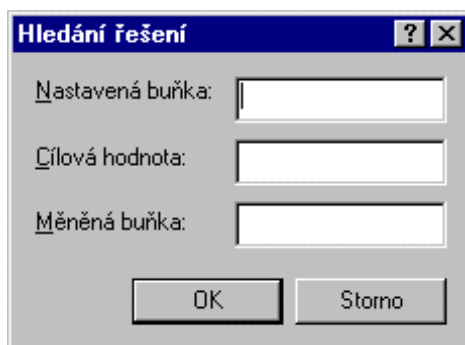 Hledání řešení
Nastavená buňka:
Cílová hodnota:
Měněná buňka:
OK Storno